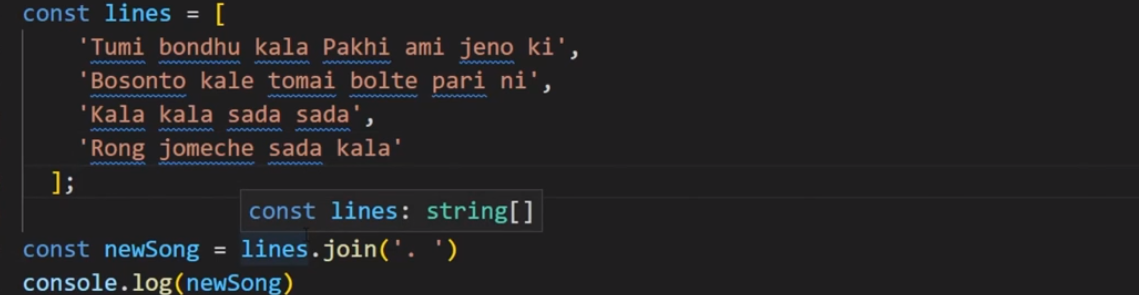 const lines = [
'Tumi bondhu kala Pakhi ami jeno ki',
'Bosonto kale tomai bolte pari ni',
'Kala kala sada sada',
'Rong jomeche sada kala'
];
const lines: string[]
const newSong = lines.join('. ')
console.log(newSong)